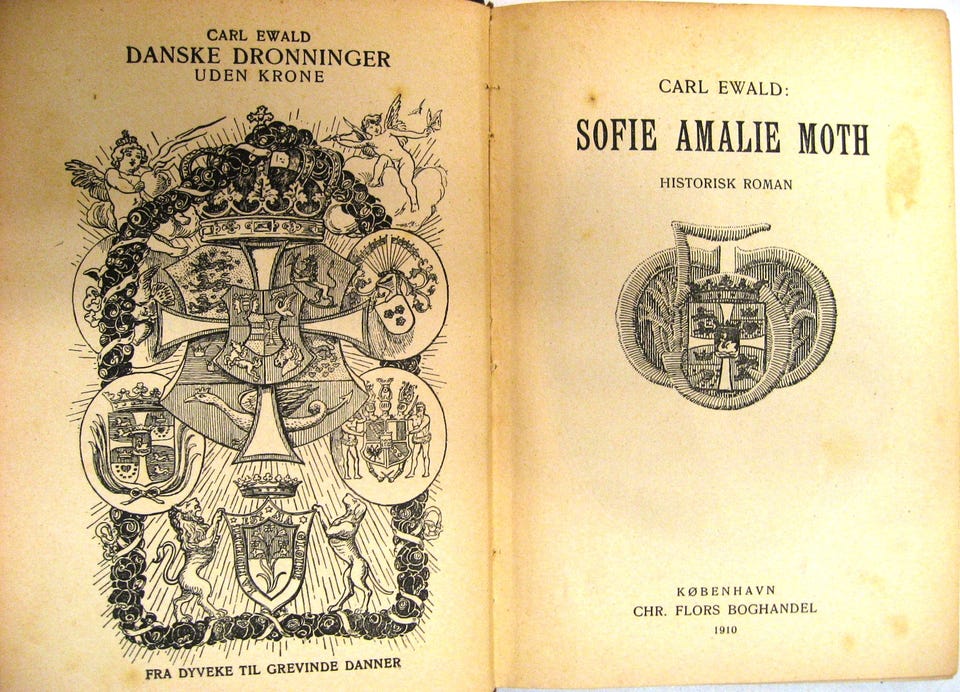 CARL EWALD
DANSKE DRONNINGER
UDEN KRONE
FRA DYVEKE TIL GREVINDE DANNER
CARL EWALD:
SOFIE AMALIE MOTH
HISTORISK ROMAN
KØBENHAVN
CHR. FLORS BOGHANDEL
1910